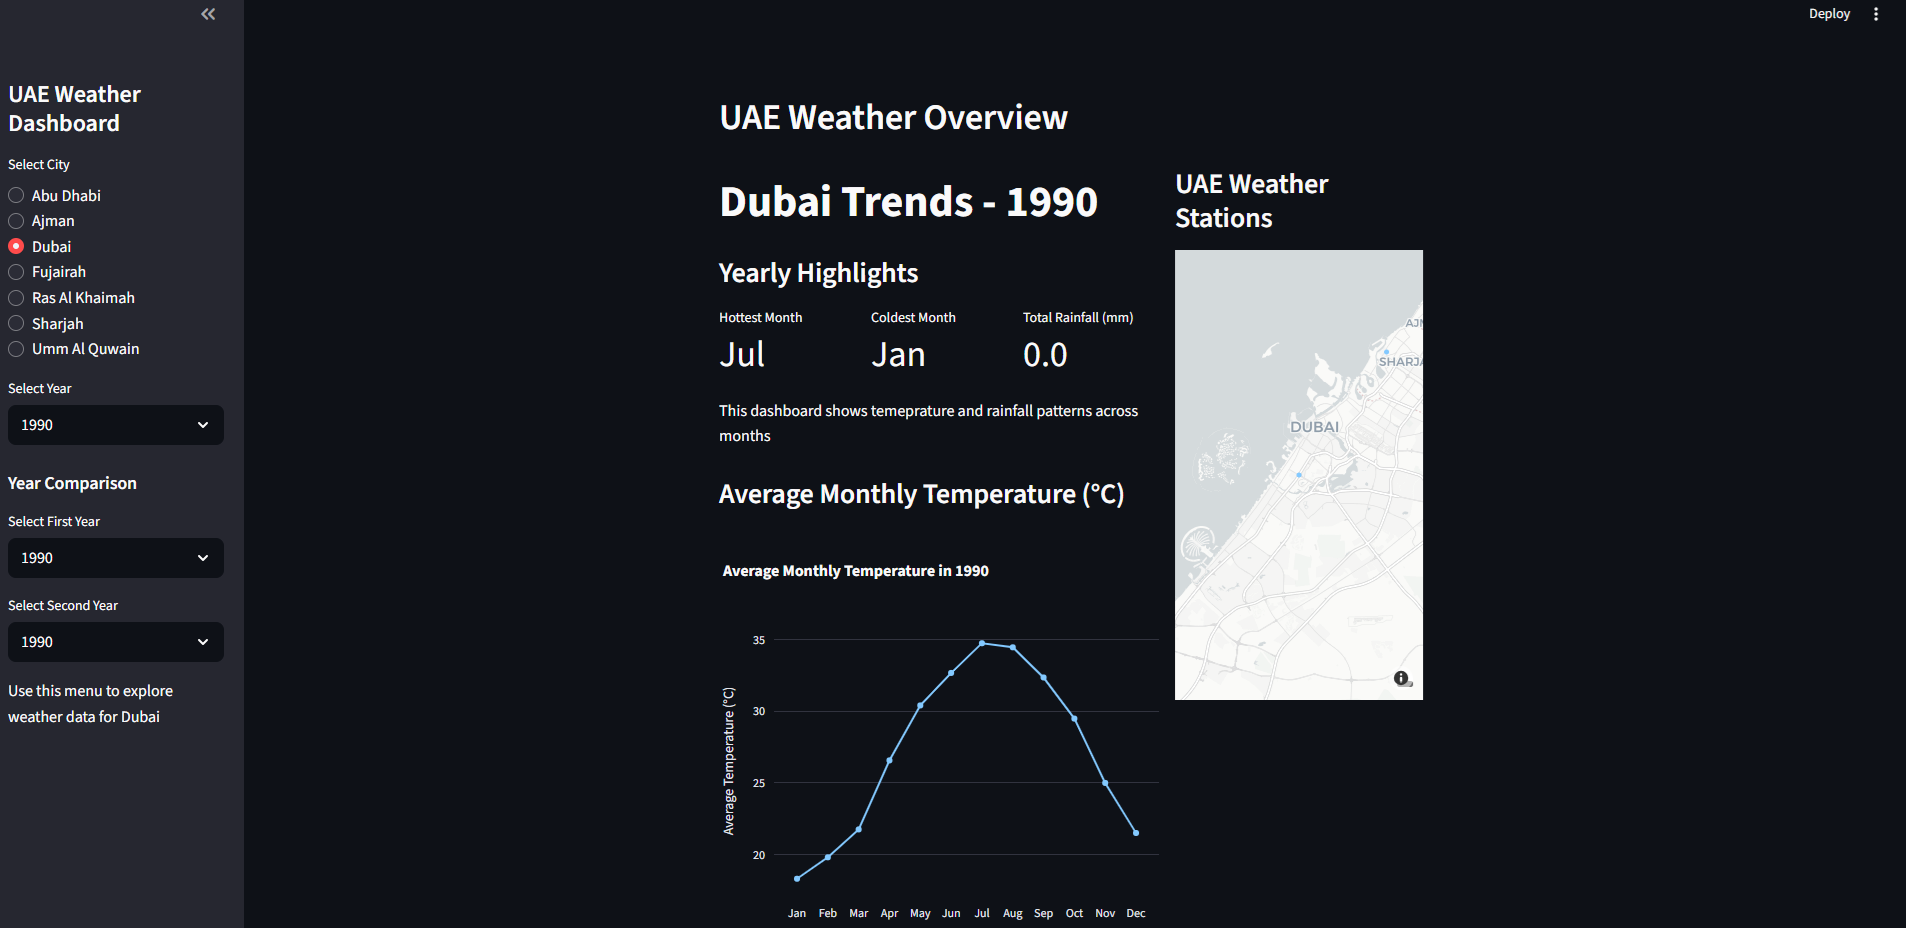 Deploy
UAE Weather
Dashboard
Select City
Abu Dhabi
Ajman
Dubai
Fujairah
Ras Al Khaimah
Sharjah
Umm Al Quwain
Select Year
1990
Year Comparison
Select First Year
1990
Select Second Year
1990
Use this menu to explore
weather data for Dubai
UAE Weather Overview
Dubai Trends - 1990
Yearly Highlights
Hottest Month
Jul
Coldest Month
Jan
Total Rainfall (mm)
0.0
This dashboard shows temeprature and rainfall patterns across
months
Average Monthly Temperature (°C)
Average Monthly Temperature in 1990
Average Temperature (°C)
35
30
25
20
Jan Feb Mar Apr May Jun Jul Aug Sep Oct Nov Dec
UAE Weather
Stations
AJM
SHARJA
DUBAI